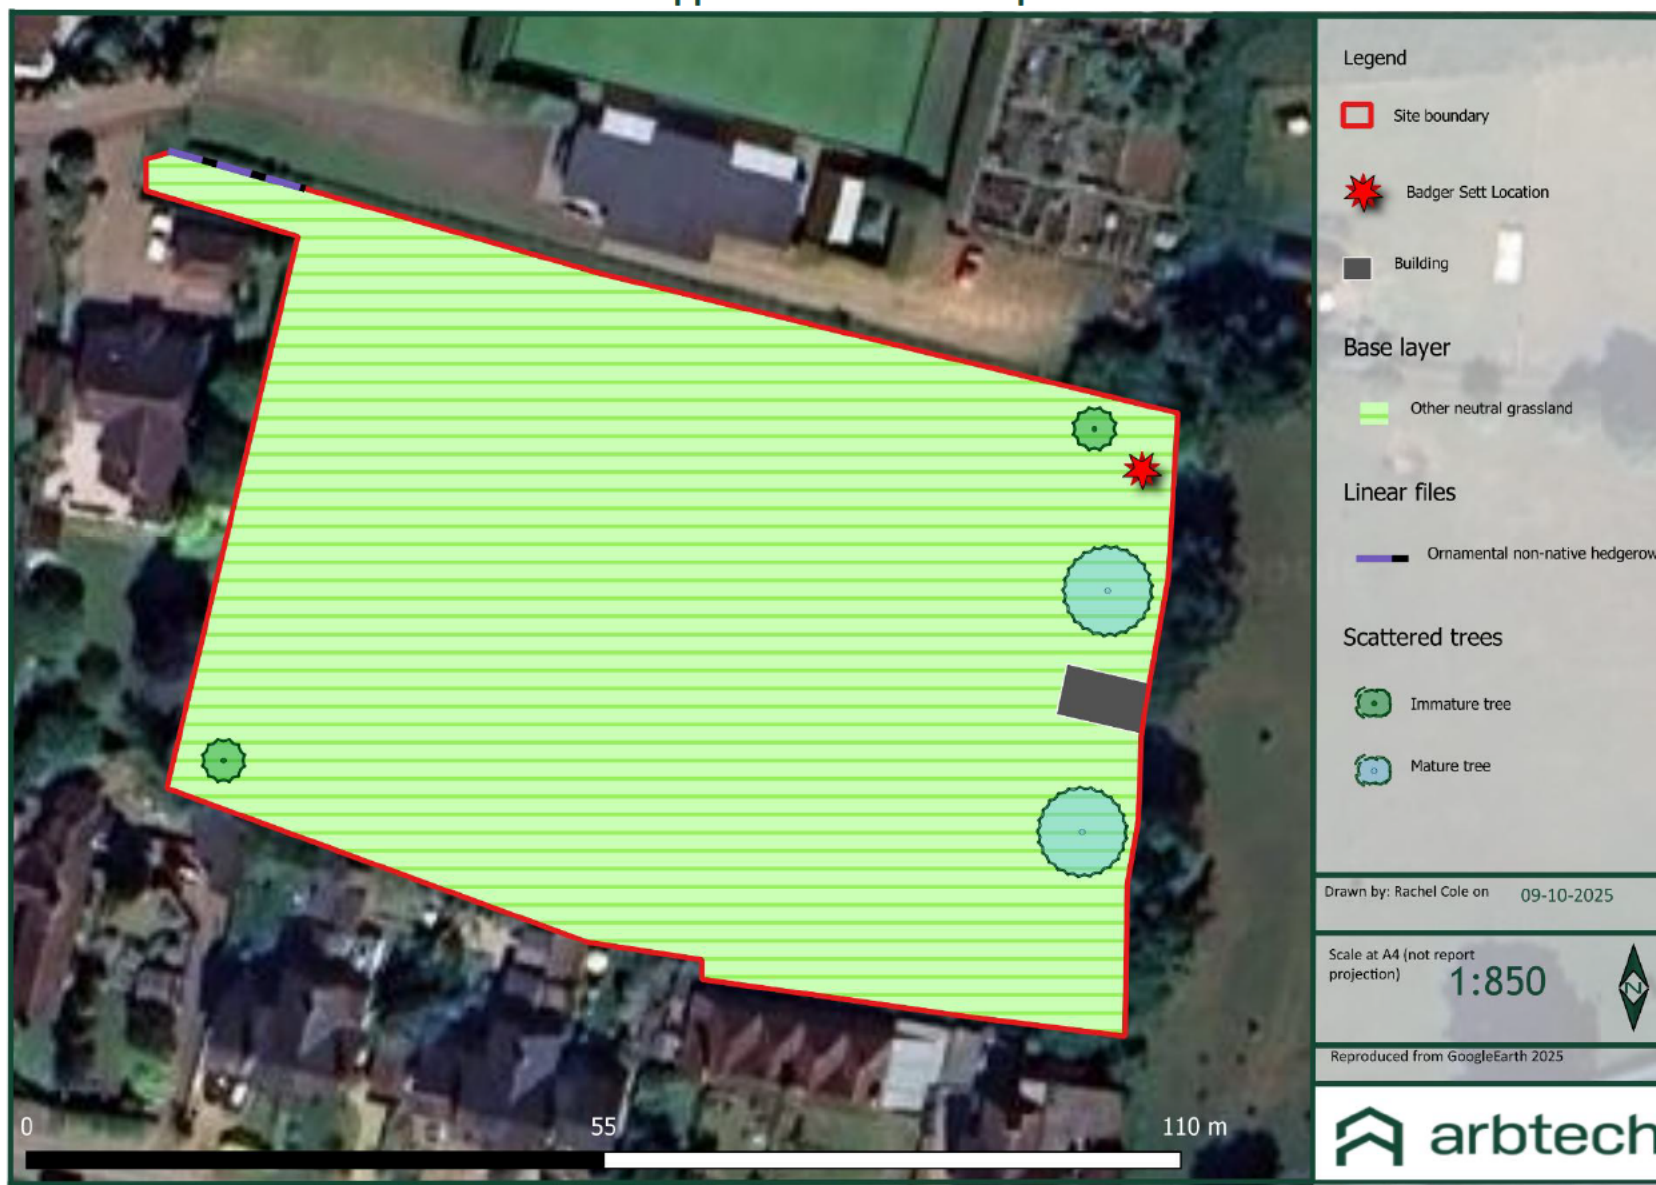 Legend
Site boundary
Badger Sett Location
Building
Base layer
Other neutral grassland
Linear files
Ornamental non-native hedgerow
Scattered trees
Immature tree
Mature tree
Drawn by: Rachel Cole on 09-10-2025
Scale at A4 (not report
projection) 1:850
N
Reproduced from GoogleEarth 2025
0 55 110 m
arbtech